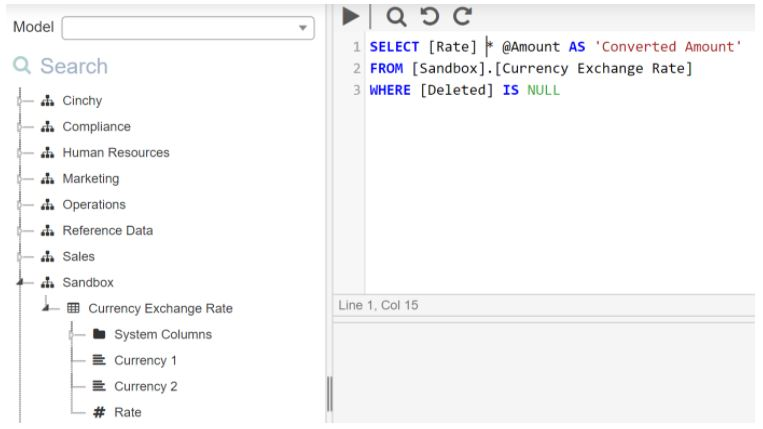 Model
Search
Cinchy
Compliance
Human Resources
Marketing
Operations
Reference Data
Sales
Sandbox
Currency Exchange Rate
System Columns
Currency 1
Currency 2
# Rate
1 SELECT [Rate] * @Amount AS 'Converted Amount'
2 FROM [Sandbox].[Currency Exchange Rate]
3 WHERE [Deleted] IS NULL
Line 1, Col 15